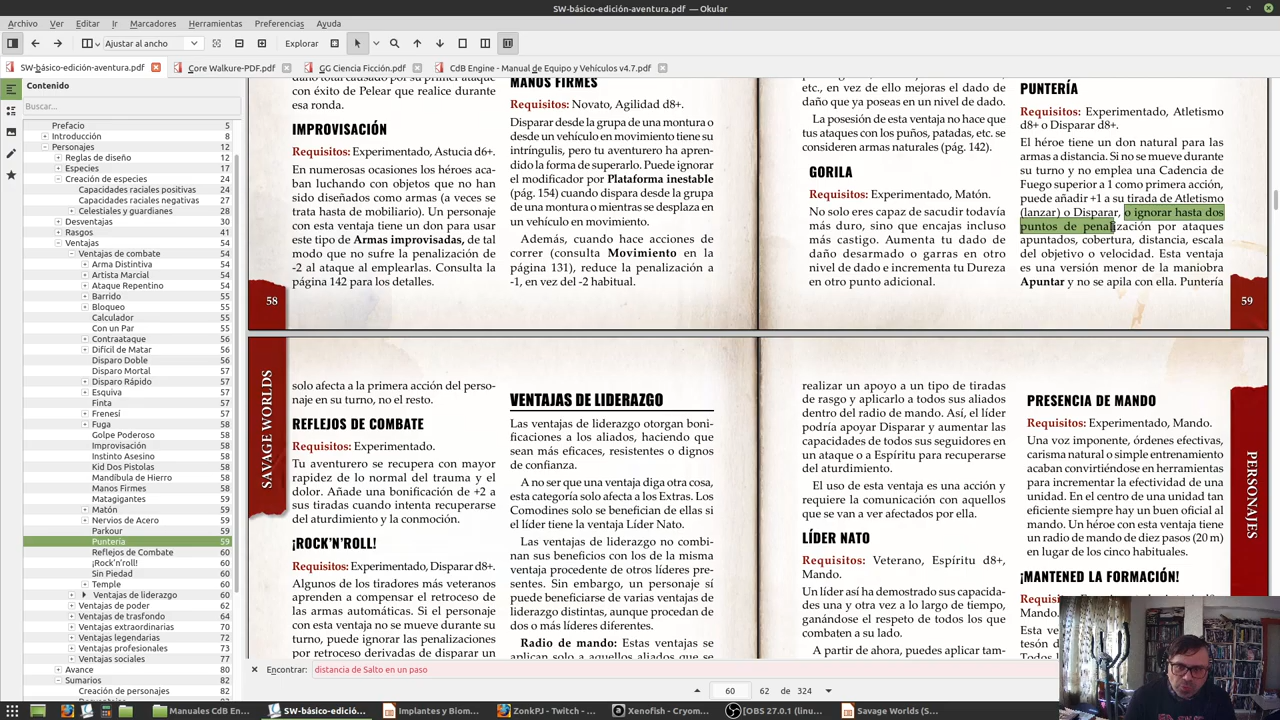 SW-básico-edición-aventura.pdf — Okular
Archivo Ver Editar Ir Marcadores Herramientas Preferencias Ayuda
Ajustar al ancho
Explorar
SW-básico-edición-aventura.pdf
Core Walkure-PDF.pdf
GG Ciencia Ficción.pdf
CdB Engine - Manual de Equipo y Vehículos v4.7.pdf
Contenido
Buscar...
Prefacio 5
Introducción 8
Personajes 12
Reglas de diseño 12
Especies 17
Creación de especies 24
Capacidades raciales positivas 24
Capacidades raciales negativas 27
Celestiales y guardianes 28
Desventajas 29
Rasgos 41
Ventajas 54
Ventajas de combate 54
Arma Distintiva 54
Artista Marcial 54
Ataque Repentino 54
Barrido 55
Bloqueo 55
Calculador 55
Con un Par 55
Contraataque 55
Difícil de Matar 56
Disparo Doble 56
Disparo Mortal 57
Disparo Rápido 57
Esquiva 57
Finta 57
Frenesí 57
Fuga 58
Golpe Poderoso 58
Improvisación 58
Instinto Asesino 58
Kid Dos Pistolas 58
Mandíbula de Hierro 58
Manos Firmes 58
Matagigantes 59
Matón 59
Nervios de Acero 59
Parkour 59
Puntería 59
Reflejos de Combate 60
¡Rock'n'roll! 60
Sin Piedad 60
Temple 60
Ventajas de liderazgo 60
Ventajas de poder 62
Ventajas de trasfondo 64
Ventajas extraordinarias 70
Ventajas legendarias 72
Ventajas profesionales 73
Ventajas sociales 77
Avance 80
Sumarios 82
Creación de personajes 82
con éxito de Pelear que realice durante
esa ronda.
IMPROVISACIÓN
Requisitos: Experimentado, Astucia d6+.
En numerosas ocasiones los héroes aca-
ban luchando con objetos que no han
sido diseñados como armas (a veces se
trata hasta de mobiliario). Un personaje
con esta ventaja no sufre penalización de
este tipo de Armas improvisadas, de tal
modo que no sufre la penalización de
-2 al ataque al emplearlas. Consulta la
página 142 para los detalles.
58
MANOS FIRMES
Requisitos: Novato, Agilidad d8+.
Disparar desde la grupa de una montura o
desde un vehículo en movimiento tiene su
intríngulis, pero tu aventurero ha apren-
dido la forma de superarlo. Puede ignorar
el modificador por Plataforma inestable
(pág. 154) cuando dispara desde la grupa
de una montura o mientras se desplaza en
un vehículo en movimiento.
Además, cuando hace acciones de
correr (consulta Movimiento en la
página 131), reduce la penalización a
-1, en vez del -2 habitual.
etc., en vez de ello mejoras el dado de
daño que ya poseas en un nivel de dado.
La posesión de esta ventaja no hace que
tus ataques con los puños, patadas, etc. se
consideren armas naturales (pág. 142).
GORILA
Requisitos: Experimentado, Matón.
No solo eres capaz de sacudir todavía
más duro, sino que encajas incluso
más castigo. Aumenta tu dado de
daño desarmado o garras en otro
nivel de dado e incrementa tu Dureza
en otro punto adicional.
PUNTERÍA
Requisitos: Experimentado, Atletismo
d8+ o Disparar d8+.
El héroe tiene un don natural para las
armas a distancia. Si no se mueve durante
su turno y no emplea una Cadencia de
Fuego superior a 1 como primera acción,
puede añadir +1 a su tirada de Atletismo
(lanzar) o Disparar, o ignorar hasta dos
puntos de penalización por ataques
apuntados, cobertura, distancia, escala
del objetivo o velocidad. Esta ventaja
es una versión menor de la maniobra
Apuntar y no se apila con ella. Puntería
59
SAVAGE WORLDS
solo afecta a la primera acción del perso-
naje en su turno, no el resto.
REFLEJOS DE COMBATE
Requisitos: Experimentado.
Tu aventurero se recupera con mayor
rapidez de lo normal del trauma y el
dolor. Añade una bonificación de +2 a
sus tiradas cuando intenta recuperarse
del aturdimiento y la conmoción.
¡ROCK'N'ROLL!
Requisitos: Experimentado, Disparar d8+.
Algunos de los tiradores más veteranos
aprenden a compensar el retroceso de
las armas automáticas. Si el personaje
con esta ventaja no se mueve durante su
turno, puede ignorar las penalizaciones
por retroceso derivadas de disparar un
VENTAJAS DE LIDERAZGO
Las ventajas de liderazgo otorgan boni-
ficaciones a los aliados, haciendo que
sean más eficaces, resistentes o dignos
de confianza.
A no ser que una ventaja diga otra cosa,
esta categoría solo afecta a los Extras. Los
Comodines solo se benefician de ellas si
el líder tiene la ventaja Líder Nato.
Las ventajas de liderazgo no combi-
nan sus beneficios con los de la misma
ventaja procedente de otros líderes pre-
sentes. Sin embargo, un personaje sí
puede beneficiarse de varias ventajas de
liderazgo distintas, aunque procedan de
dos o más líderes diferentes.
Radio de mando: Estas ventajas se
aplican solo a aquellos aliados que se
realizar un apoyo a un tipo de tiradas
de rasgo y aplicarlo a todos sus aliados
dentro del radio de mando. Así, el líder
podría apoyar Disparar y aumentar las
capacidades de todos sus seguidores en
un ataque o a Espíritu para recuperarse
del aturdimiento.
El uso de esta ventaja es una acción y
requiere la comunicación con aquellos
que se van a ver afectados por ella.
LÍDER NATO
Requisitos: Veterano, Espíritu d8+,
Mando.
Un líder así ha demostrado sus capacida-
des una y otra vez a lo largo de tiempo,
ganándose el respeto de todos los que
combaten a su lado.
A partir de ahora, puedes aplicar tam-
PRESENCIA DE MANDO
Requisitos: Experimentado, Mando.
Una voz imponente, órdenes efectivas,
carisma natural o simple entrenamiento
acaban convirtiéndose en herramientas
para incrementar la efectividad de una
unidad. En el centro de una unidad tan
eficiente siempre hay un buen oficial al
mando. Un héroe con esta ventaja tiene
un radio de mando de diez pasos (20 m)
en lugar de los cinco habituales.
¡MANTENED LA FORMACIÓN!
Mando.
Esta
tesón
PERSONAJES
Encontrar: distancia de Salto en un paso
60 62 de 324
Manuales CdB En...
SW-básico-edició...
Implantes y Biom...
ZonkPJ - Twitch - ...
Xenofish - Cryom...
[OBS 27.0.1 (linu...
Savage Worlds (S...